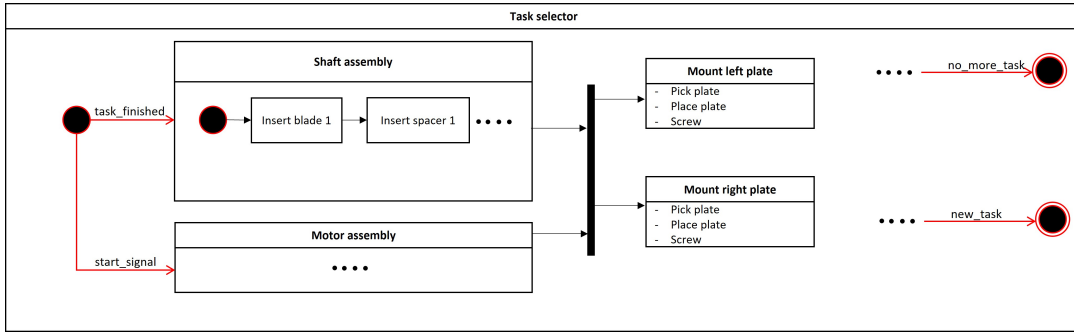 Task selector
Shaft assembly
task_finished
Insert blade 1
Insert spacer 1
Motor assembly
start_signal
Mount left plate
- Pick plate
- Place plate
- Screw
Mount right plate
- Pick plate
- Place plate
- Screw
no_more_task
new_task